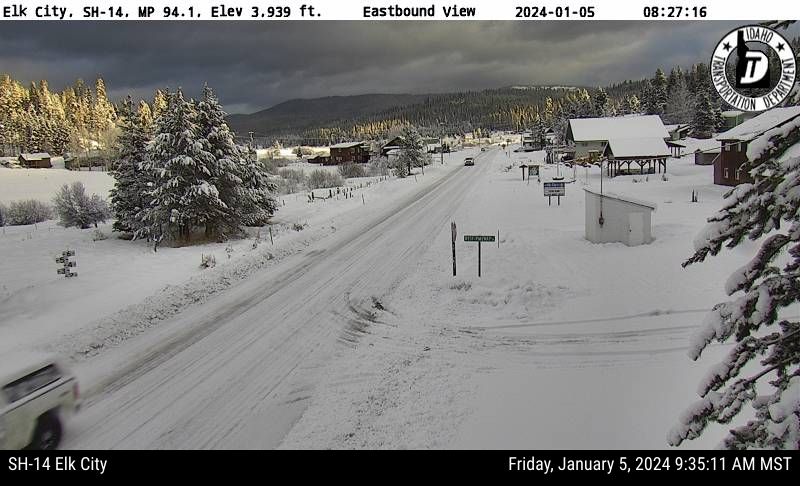 Elk City, SH-14, MP 94.1, Elev 3,939 ft. Eastbound View 2024-01-05 08:27:16
IDAHO
TRANSPORTATION DEPARTMENT
SH-14 Elk City Friday, January 5, 2024 9:35:11 AM MST